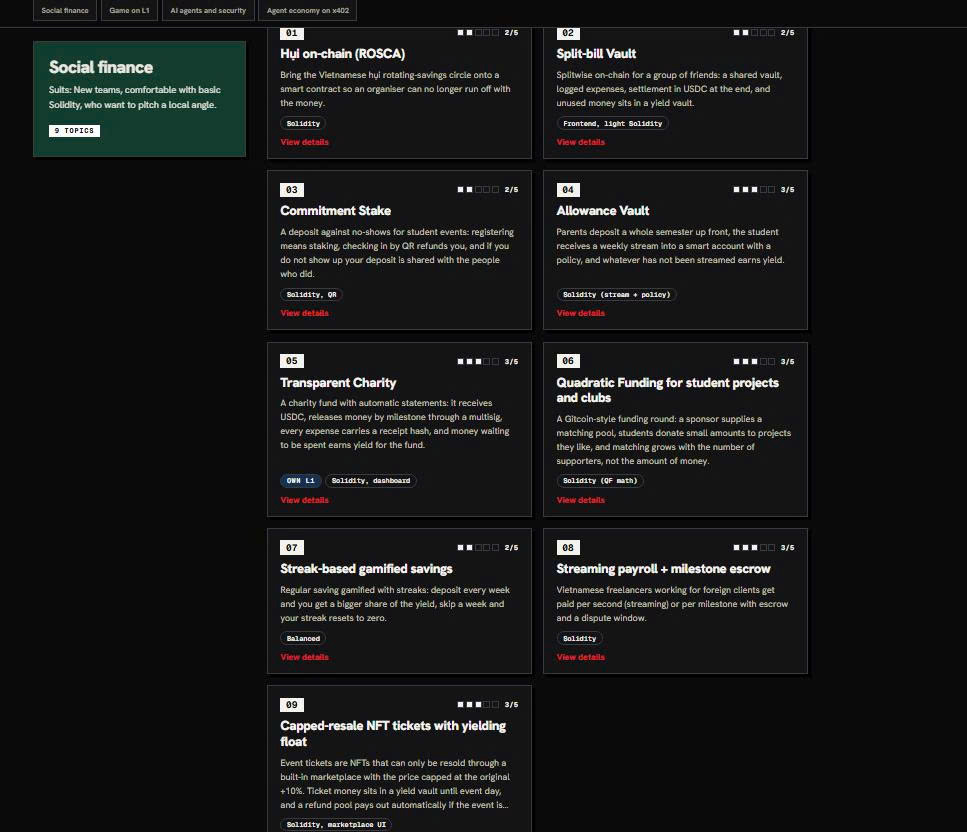 Social finance
Game on L1
AI agents and security
Agent economy on x402
Social finance
Suits: New teams, comfortable with basic
Solidity, who want to pitch a local angle.
9 TOPICS
01
2/5
Hụi on-chain (ROSCA)
Bring the Vietnamese hụi rotating-savings circle onto a
smart contract so an organiser can no longer run off with
the money.
Solidity
View details
02
2/5
Split-bill Vault
Splitwise on-chain for a group of friends: a shared vault,
logged expenses, settlement in USDC at the end, and
unused money sits in a yield vault.
Frontend, light Solidity
View details
03
2/5
Commitment Stake
A deposit against no-shows for student events: registering
means staking, checking in by QR refunds you, and if you
do not show up your deposit is shared with the people
who did.
Solidity, QR
View details
04
3/5
Allowance Vault
Parents deposit a whole semester up front, the student
receives a weekly stream into a smart account with a
policy, and whatever has not been streamed earns yield.
Solidity (stream + policy)
View details
05
3/5
Transparent Charity
A charity fund with automatic statements: it receives
USDC, releases money by milestone through a multisig,
every expense carries a receipt hash, and money waiting
to be spent earns yield for the fund.
OWN L1
Solidity, dashboard
View details
06
3/5
Quadratic Funding for student projects
and clubs
A Gitcoin-style funding round: a sponsor supplies a
matching pool, students donate small amounts to projects
they like, and matching grows with the number of
supporters, not the amount of money.
Solidity (QF math)
View details
07
2/5
Streak-based gamified savings
Regular saving gamified with streaks: deposit every week
and you get a bigger share of the yield, skip a week and
your streak resets to zero.
Balanced
View details
08
3/5
Streaming payroll + milestone escrow
Vietnamese freelancers working for foreign clients get
paid per second (streaming) or per milestone with escrow
and a dispute window.
Solidity
View details
09
3/5
Capped-resale NFT tickets with yielding
float
Event tickets are NFTs that can only be resold through a
built-in marketplace with the price capped at the original
+10%. Ticket money sits in a yield vault until event day,
and a refund pool pays out automatically if the event is...
Solidity, marketplace UI